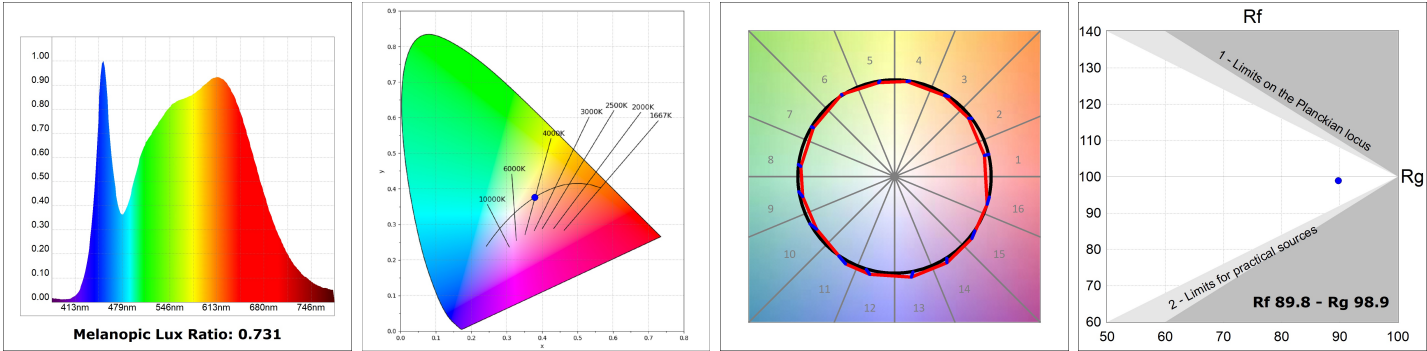 1.00
0.90
0.80
0.70
0.60
0.50
0.40
0.30
0.20
0.10
0.00
413nm 479nm 546nm 613nm 680nm 746nm
Melanopic Lux Ratio: 0.731
0.9
0.8
0.7
0.6
0.5
0.4
0.3
0.2
0.1
0.0
y
0.0 0.1 0.2 0.3 0.4 0.5 0.6 0.7 0.8
x
10000K
6000K
4000K
3000K
2500K
2000K
1667K
1
2
3
4
5
6
7
8
9
10
11
12
13
14
15
16
Rf
140
130
120
110
100
90
80
70
60
50 60 70 80 90 100
Rg
1 - Limits on the Planckian locus
2 - Limits for practical sources
Rf 89.8 - Rg 98.9